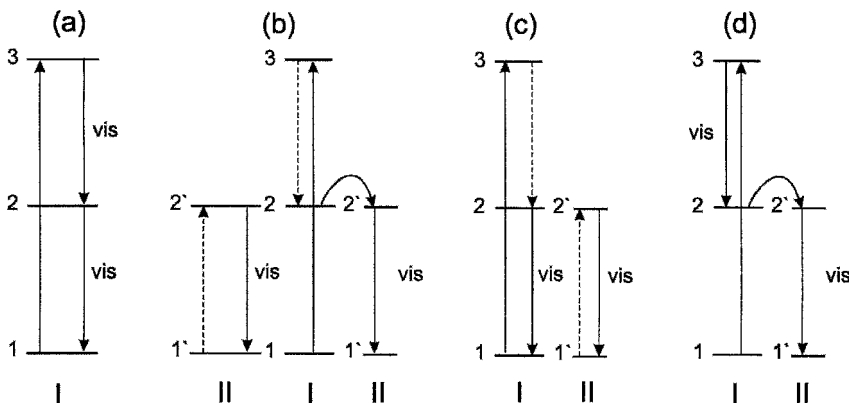 (a) (b) (c) (d)
3 3 3 3
vis vis
2 2` 2 2` 2 2` 2 2`
vis vis vis vis vis vis
1 1` 1 1` 1 1` 1 1`
I II I II I II I II